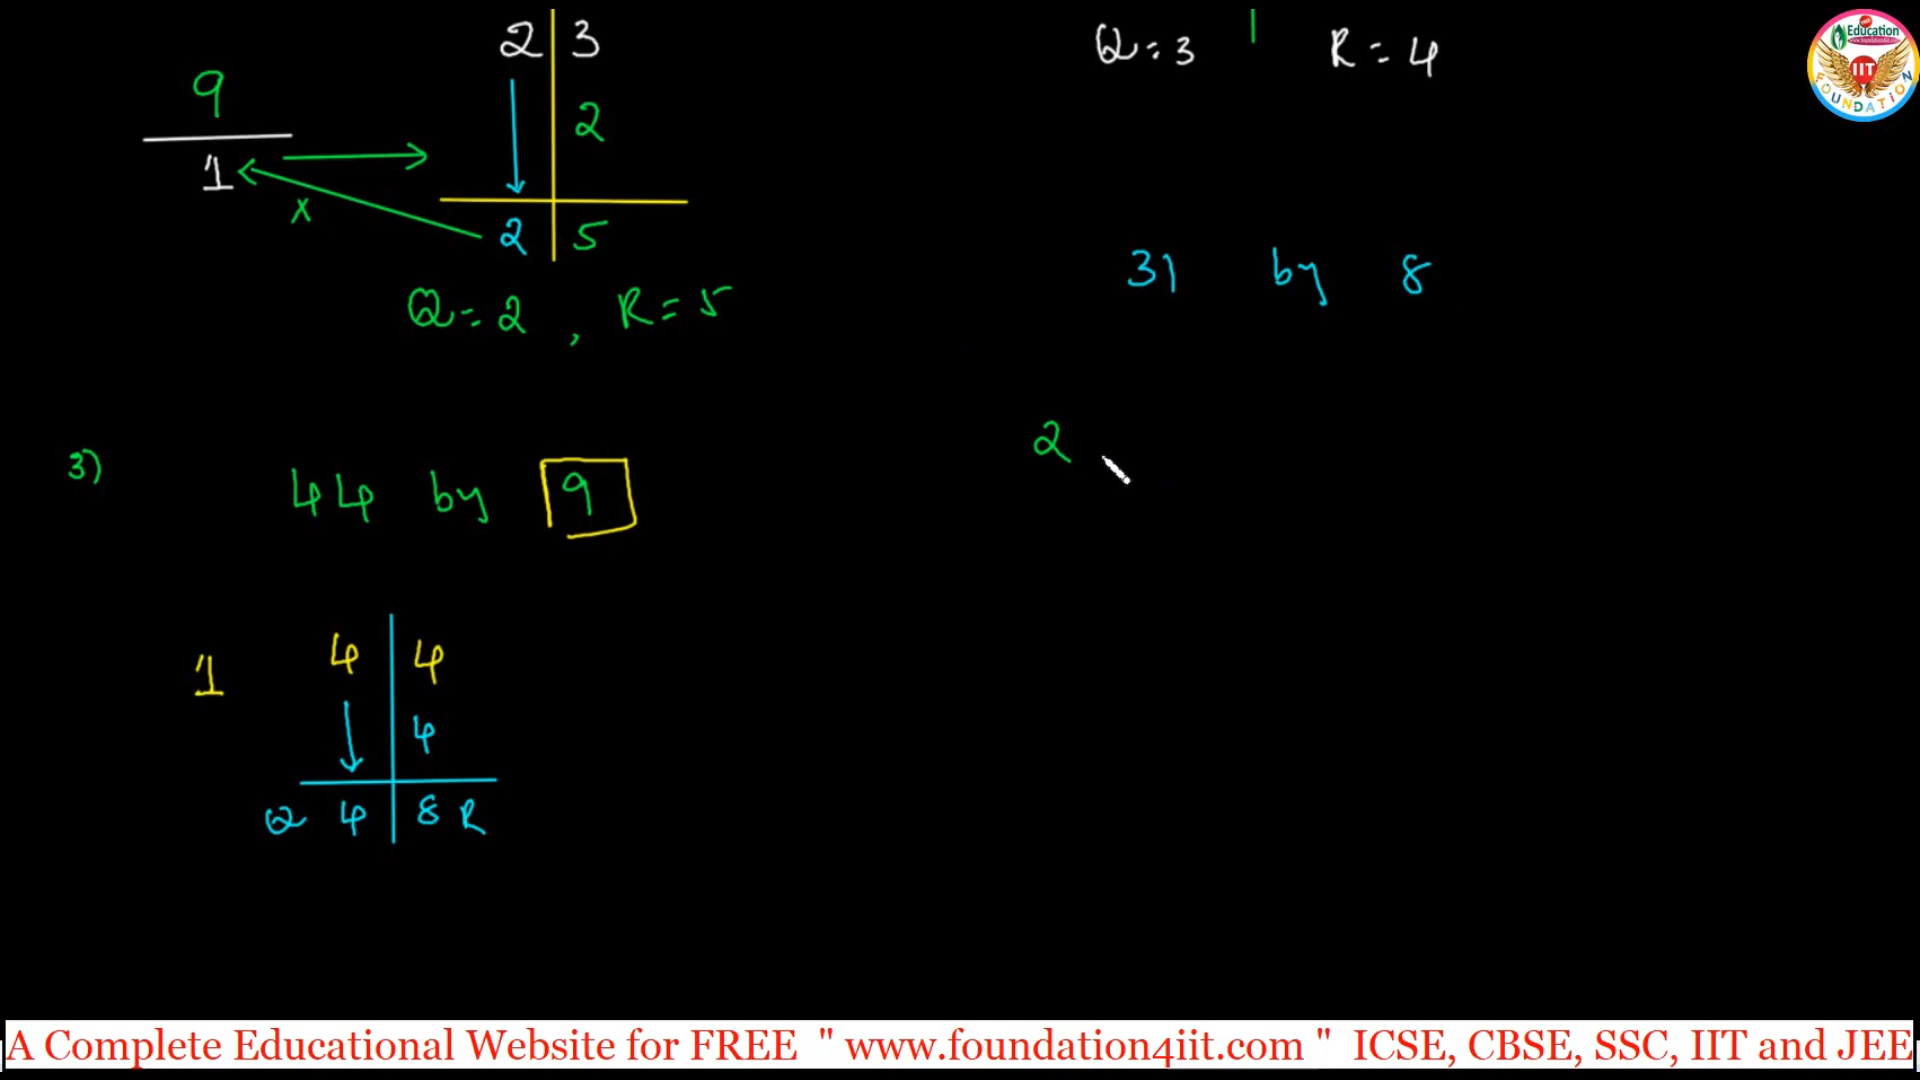 9
1
x
2 3
2
2 5
Q = 2 , R = 5
3)
44 by 9
1 4 4
4
Q 4 8 R
Q = 3 R = 4
31 by 8
2
Education
IIT
FOUNDATION
A Complete Educational Website for FREE " www.foundation4iit.com " ICSE, CBSE, SSC, IIT and JEE